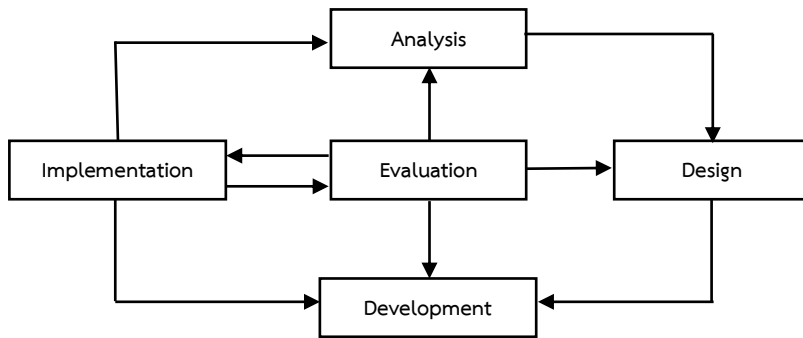 Analysis
Implementation
Evaluation
Design
Development